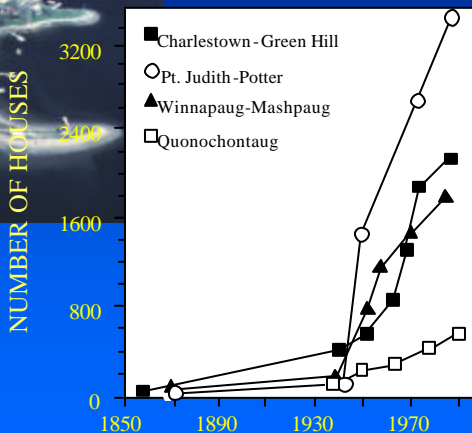 3200
2400
1600
800
0
NUMBER OF HOUSES
Charlestown-Green Hill
Pt. Judith-Potter
Winnapaug-Mashpaug
Quonochontaug
1850 1890 1930 1970